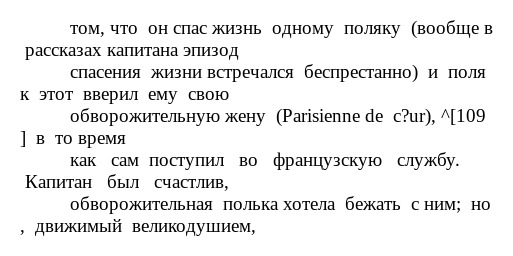 том, что он спас жизнь одному поляку (вообще в
рассказах капитана эпизод
спасения жизни встречался беспрестанно) и поля
к этот вверил ему свою
обворожительную жену (Parisienne de c?ur), ^[109
] в то время
как сам поступил во французскую службу.
Капитан был счастлив,
обворожительная полька хотела бежать с ним; но
, движимый великодушием,